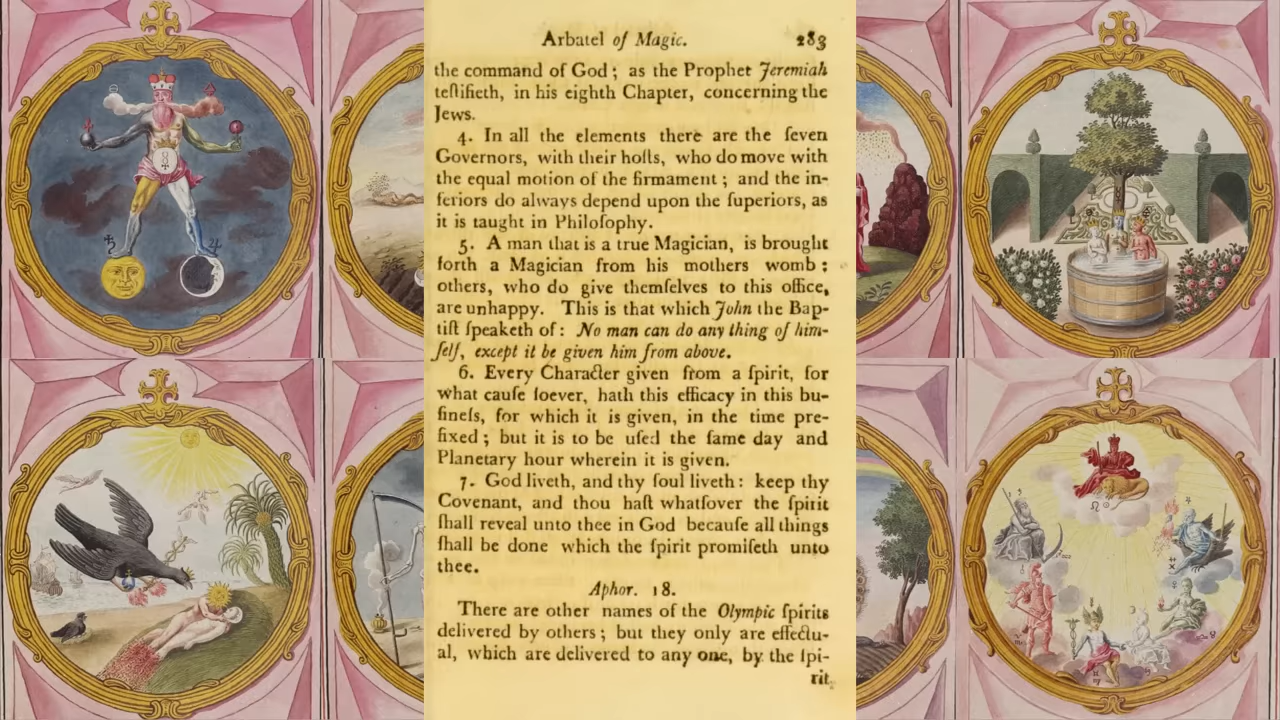 Arbatel of Magic. 283
the command of God ; as the Prophet Jeremiah
teſtifieth, in his eighth Chapter, concerning the
Jews.
4. In all the elements there are the ſeven
Governors, with their hoſts, who do move with
the equal motion of the firmament ; and the in-
feriors do always depend upon the ſuperiors, as
it is taught in Philoſophy.
5. A man that is a true Magician, is brought
forth a Magician from his mothers womb :
others, who do give themſelves to this office,
are unhappy. This is that which John the Bap-
tiſt ſpeaketh of : No man can do any thing of him-
ſelf, except it be given him from above.
6. Every Character given from a ſpirit, for
what cauſe ſoever, hath this efficacy in this bu-
ſineſs, for which it is given, in the time pre-
fixed ; but it is to be uſed the ſame day and
Planetary hour wherein it is given.
7. God liveth, and thy ſoul liveth : keep thy
Covenant, and thou haſt whatſover the ſpirit
ſhall reveal unto thee in God becauſe all things
ſhall be done which the ſpirit promiſeth unto
thee.
Aphor. 18.
There are other names of the Olympic ſpirits
delivered by others ; but they only are effectu-
al, which are delivered to any one, by the ſpi-
rit